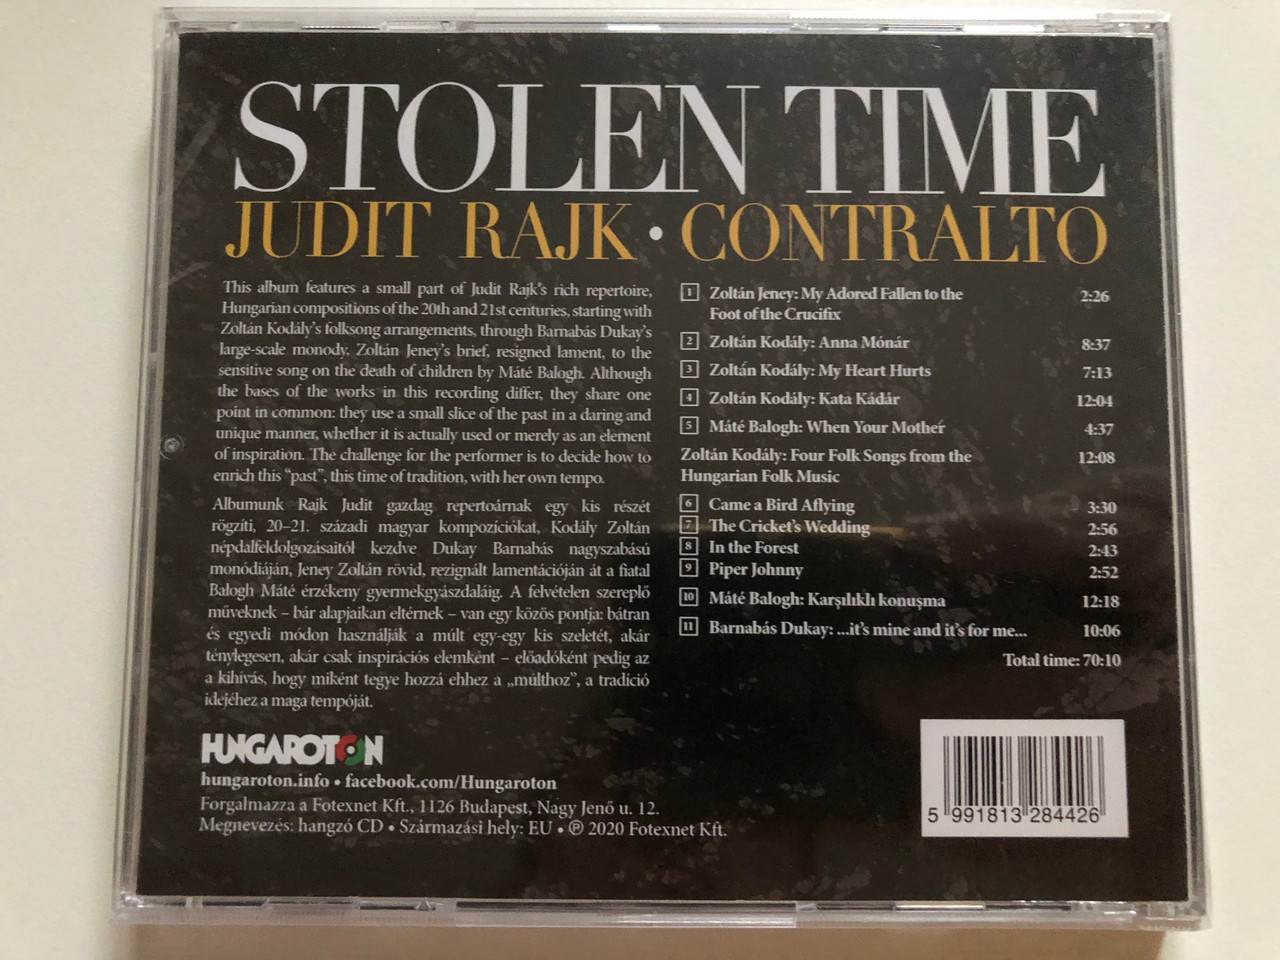 STOLEN TIME
JUDIT RAJK • CONTRALTO
This album features a small part of Judit Rajk's rich repertoire,
Hungarian compositions of the 20th and 21st centuries, starting with
Zoltán Kodály's folksong arrangements, through Barnabás Dukay's
large-scale monody, Zoltán Jeney's brief, resigned lament, to the
sensitive song on the death of children by Máté Balogh. Although
the bases of the works in this recording differ, they share one
point in common: they use a small slice of the past in a daring and
unique manner, whether it is actually used or merely as an element
of inspiration. The challenge for the performer is to decide how to
enrich this “past”, this time of tradition, with her own tempo.
Albumunk Rajk Judit gazdag repertoárnak egy kis részét
rögzíti, 20–21. századi magyar kompozíciókat, Kodály Zoltán
népdalfeldolgozásaitól kezdve Dukay Barnabás nagyszabású
monódiáján, Jeney Zoltán rövid, rezignált lamentációján át a fiatal
Balogh Máté érzékeny gyermekgyászdaláig. A felvételen szereplő
műveknek – bár alapjaikan eltérnek – van egy közös pontja: bátran
és egyedi módon használják a múlt egy-egy kis szeletét, akár
ténylegesen, akár csak inspirációs elemként – előadóként pedig az
a kihívás, hogy miként tegye hozzá ehhez a „múlthoz”, a tradíció
idejéhez a maga tempóját.
1 Zoltán Jeney: My Adored Fallen to the 2:26
Foot of the Crucifix
2 Zoltán Kodály: Anna Mónár 8:37
3 Zoltán Kodály: My Heart Hurts 7:13
4 Zoltán Kodály: Kata Kádár 12:04
5 Máté Balogh: When Your Mother 4:37
Zoltán Kodály: Four Folk Songs from the 12:08
Hungarian Folk Music
6 Came a Bird Aflying 3:30
7 The Cricket's Wedding 2:56
8 In the Forest 2:43
9 Piper Johnny 2:52
10 Máté Balogh: Karşılıklı konuşma 12:18
11 Barnabás Dukay: ...it's mine and it's for me... 10:06
Total time: 70:10
HUNGAROTON
hungaroton.info • facebook.com/Hungaroton
Forgalmazza a Fotexnet Kft., 1126 Budapest, Nagy Jenő u. 12.
Megnevezés: hangzó CD • Származási hely: EU • ℗ 2020 Fotexnet Kft.
5 991813 284426